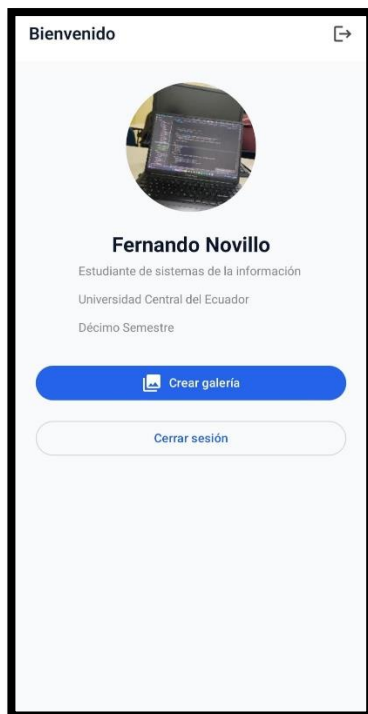 Bienvenido
Fernando Novillo
Estudiante de sistemas de la información
Universidad Central del Ecuador
Décimo Semestre
Crear galería
Cerrar sesión